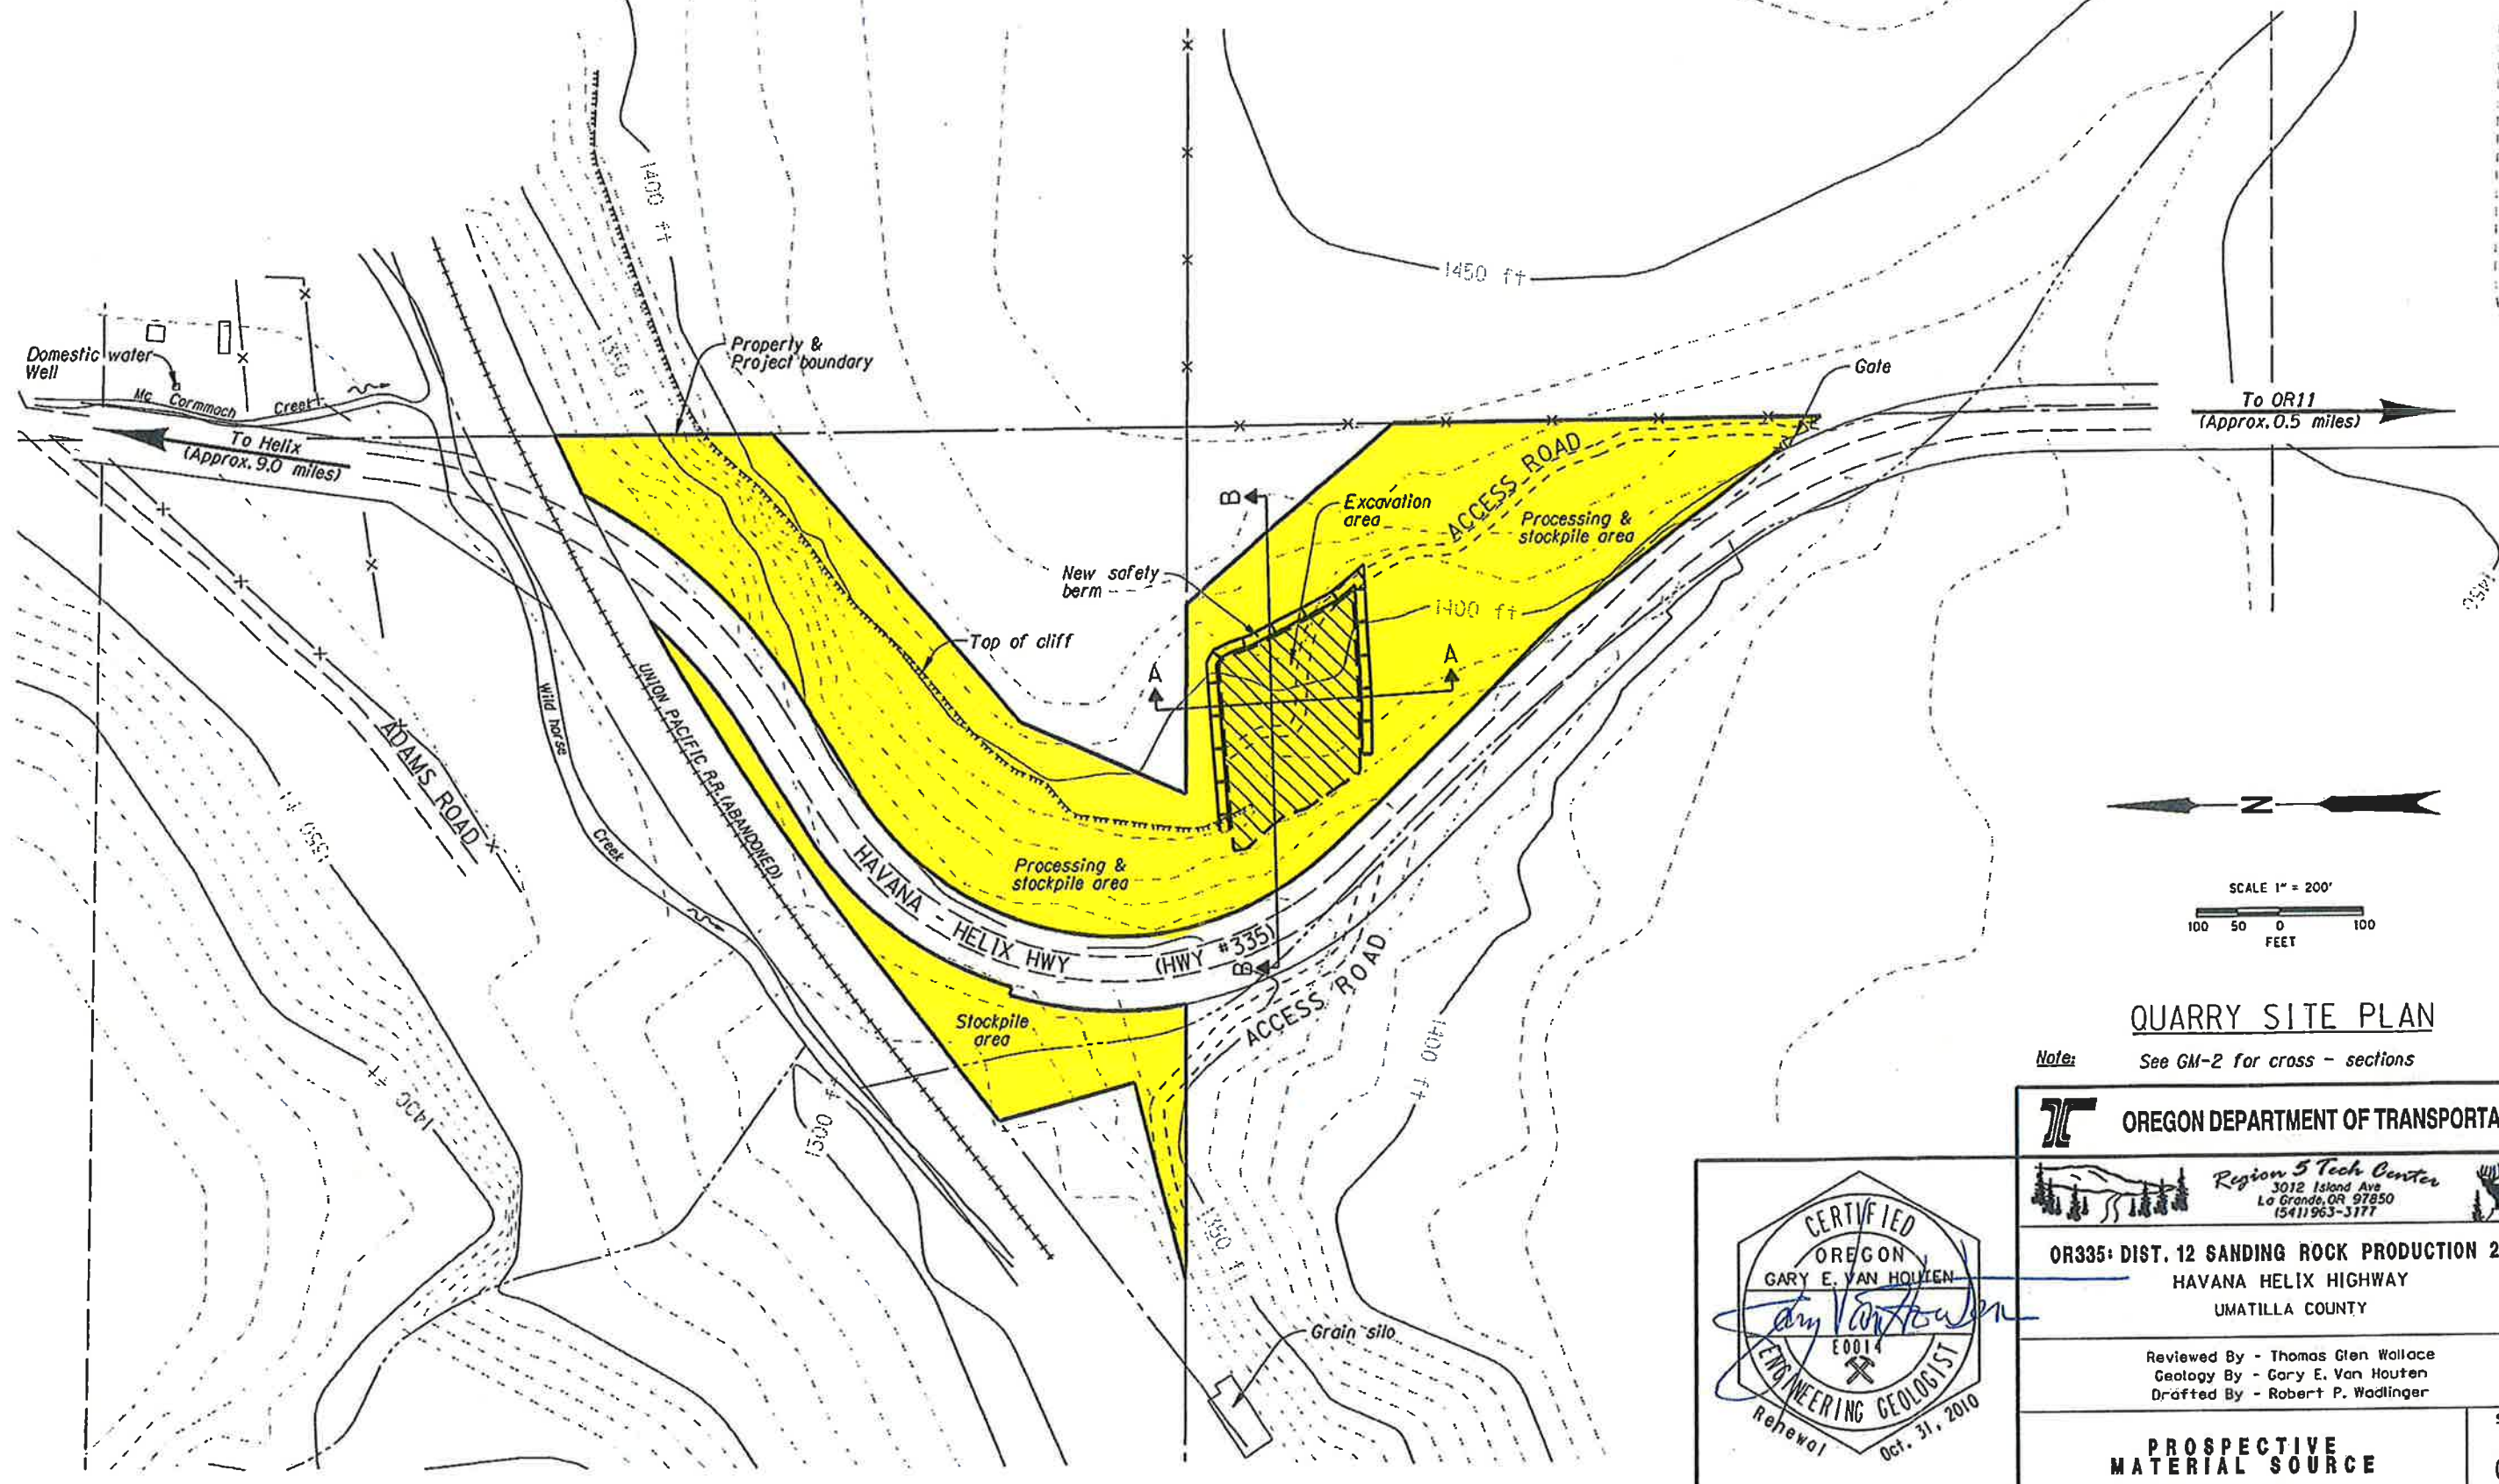 1400 ft
1450 ft
1350 ft
Property &
Project boundary
Domestic water
Well
Mc Cormmach Creek
To Helix
(Approx. 9.0 miles)
Gate
To OR11
(Approx. 0.5 miles)
ACCESS ROAD
B
Excavation
area
Processing &
stockpile area
New safety
berm
1400 ft
1450
Top of cliff
A
A
Wild horse
Creek
UNION PACIFIC R.R. (ABANDONED)
ADAMS ROAD
1350 ft
N
Processing &
stockpile area
HAVANA - HELIX HWY (HWY #335)
B
ACCESS ROAD
SCALE 1" = 200'
100 50 0 100
FEET
Stockpile
area
1400 ft
1400 ft
1300 ft
1350 ft
Grain silo
QUARRY SITE PLAN
Note: See GM-2 for cross - sections
OREGON DEPARTMENT OF TRANSPORTA
Region 5 Tech Center
3012 Island Ave
La Grande, OR 97850
(541) 963-3177
OR335: DIST. 12 SANDING ROCK PRODUCTION 2
HAVANA HELIX HIGHWAY
UMATILLA COUNTY
Reviewed By - Thomas Glen Wallace
Geology By - Gary E. Van Houten
Drafted By - Robert P. Wadlinger
PROSPECTIVE
MATERIAL SOURCE
CERTIFIED
OREGON
GARY E. VAN HOUTEN
Gary Van Houten
E0014
ENGINEERING GEOLOGIST
Renewal Oct. 31, 2010